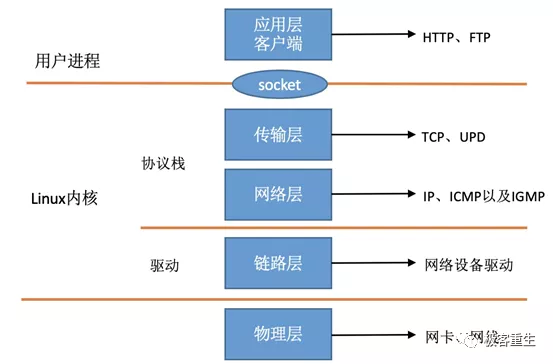 应用层
客户端
HTTP、FTP
用户进程
socket
传输层
TCP、UPD
协议栈
Linux内核
网络层
IP、ICMP以及IGMP
驱动
链路层
网络设备驱动
物理层
网卡、网线
极客重生